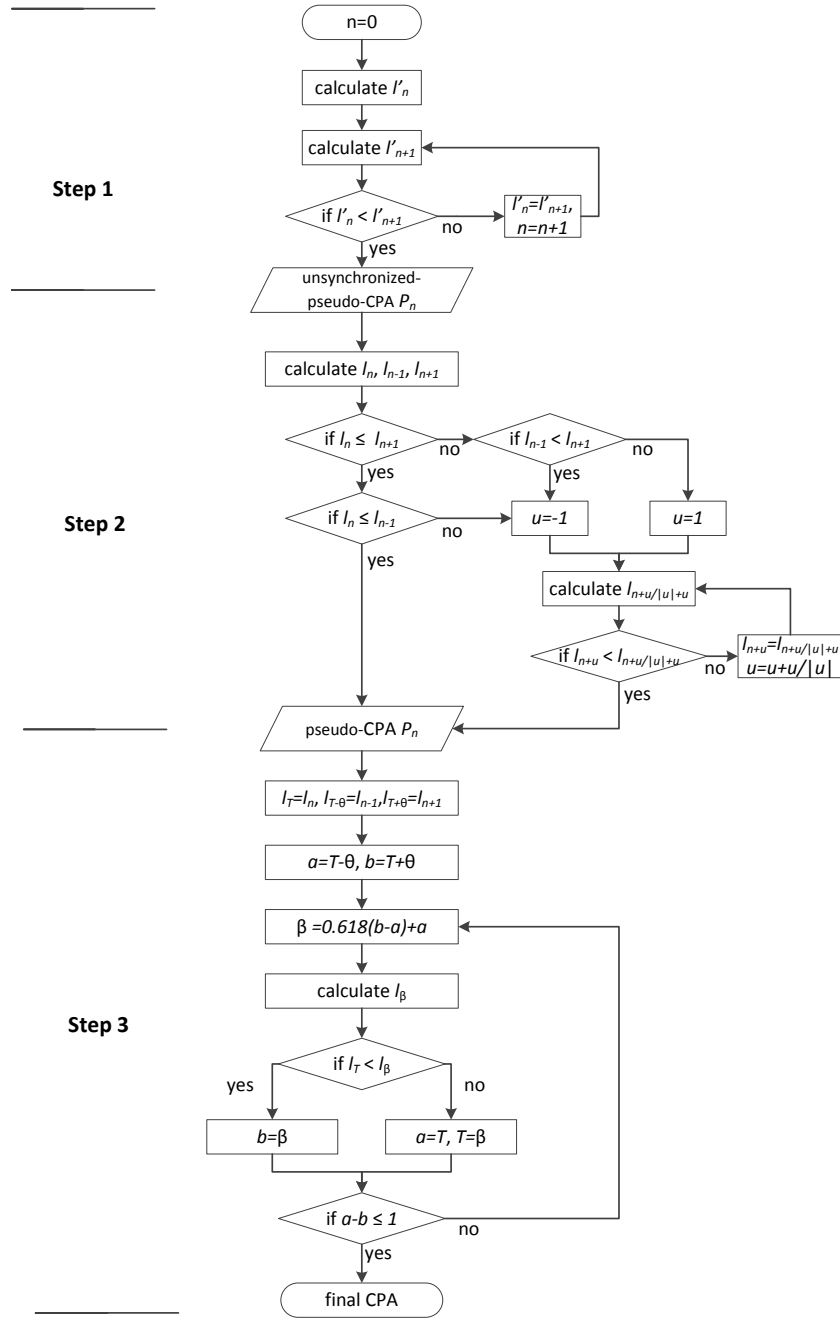 n=0
calculate l'n
calculate l'n+1
Step 1
if l'n < l'n+1
no
l'n=l'n+1,
n=n+1
yes
unsynchronized-
pseudo-CPA Pn
calculate ln, ln-1, ln+1
if ln ≤ ln+1
no
if ln-1 < ln+1
no
yes
yes
Step 2
if ln ≤ ln-1
no
u=-1
u=1
yes
calculate ln+u/|u|+u
if ln+u < ln+u/|u|+u
no
ln+u=ln+u/|u|+u
u=u+u/|u|
yes
pseudo-CPA Pn
lT=ln, lT-θ=ln-1,lT+θ=ln+1
a=T-θ, b=T+θ
β =0.618(b-a)+a
calculate lβ
Step 3
if lT < lβ
yes
no
b=β
a=T, T=β
if a-b ≤ 1
no
yes
final CPA